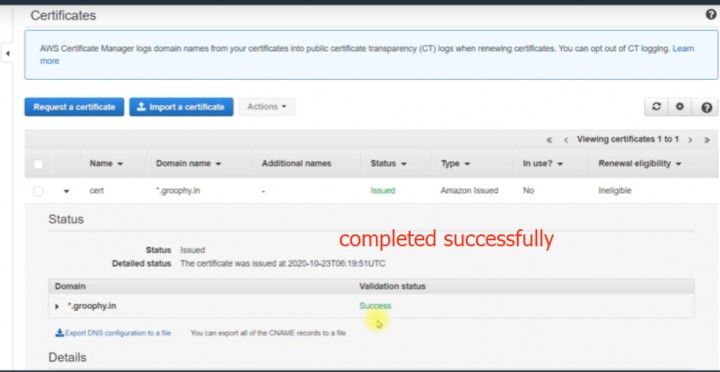 Certificates
AWS Certificate Manager logs domain names from your certificates into public certificate transparency (CT) logs when renewing certificates. You can opt out of CT logging. Learn
more
Request a certificate Import a certificate Actions
« < Viewing certificates 1 to 1 > »
Name Domain name Additional names Status Type In use? Renewal eligibility
cert *.groophy.in - Issued Amazon Issued No Ineligible
Status
completed successfully
Status Issued
Detailed status The certificate was issued at 2020-10-23T06:19:51UTC
Domain Validation status
*.groophy.in Success
Export DNS configuration to a file You can export all of the CNAME records to a file
Details